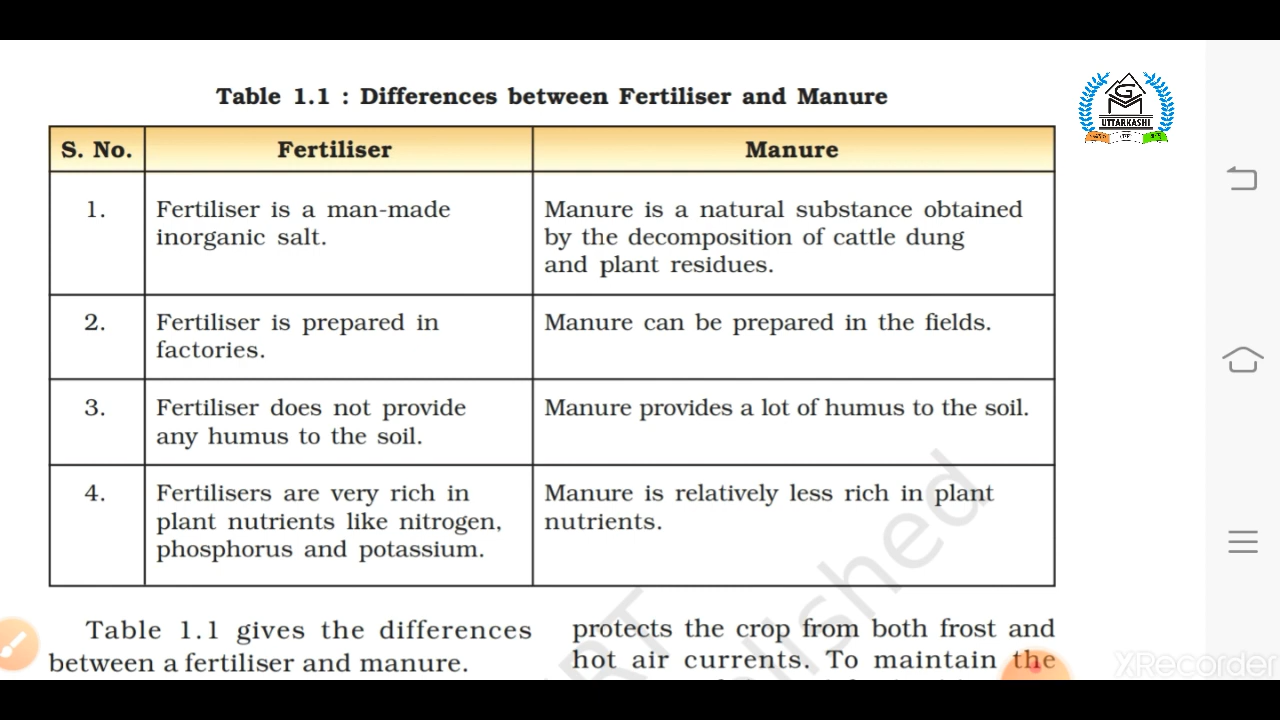 Table 1.1 : Differences between Fertiliser and Manure
UTTARKASHI
S. No.
Fertiliser
Manure
1.
Fertiliser is a man-made
inorganic salt.
Manure is a natural substance obtained
by the decomposition of cattle dung
and plant residues.
2.
Fertiliser is prepared in
factories.
Manure can be prepared in the fields.
3.
Fertiliser does not provide
any humus to the soil.
Manure provides a lot of humus to the soil.
4.
Fertilisers are very rich in
plant nutrients like nitrogen,
phosphorus and potassium.
Manure is relatively less rich in plant
nutrients.
Table 1.1 gives the differences
between a fertiliser and manure.
protects the crop from both frost and
hot air currents. To maintain the
XRecorder